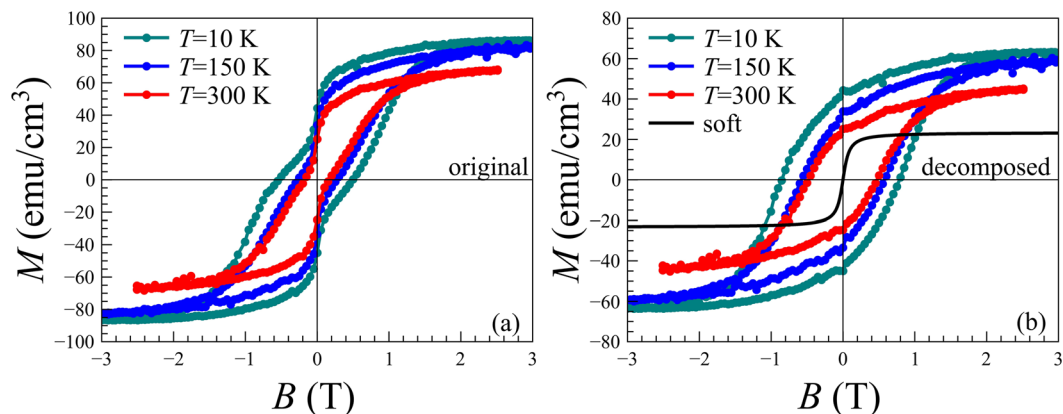 100
80
60
40
20
0
−20
−40
−60
−80
−100
M (emu/cm³)
T=10 K
T=150 K
T=300 K
original
(a)
−3 −2 −1 0 1 2 3
B (T)
80
60
40
20
0
−20
−40
−60
−80
M (emu/cm³)
T=10 K
T=150 K
T=300 K
soft
decomposed
(b)
−3 −2 −1 0 1 2 3
B (T)